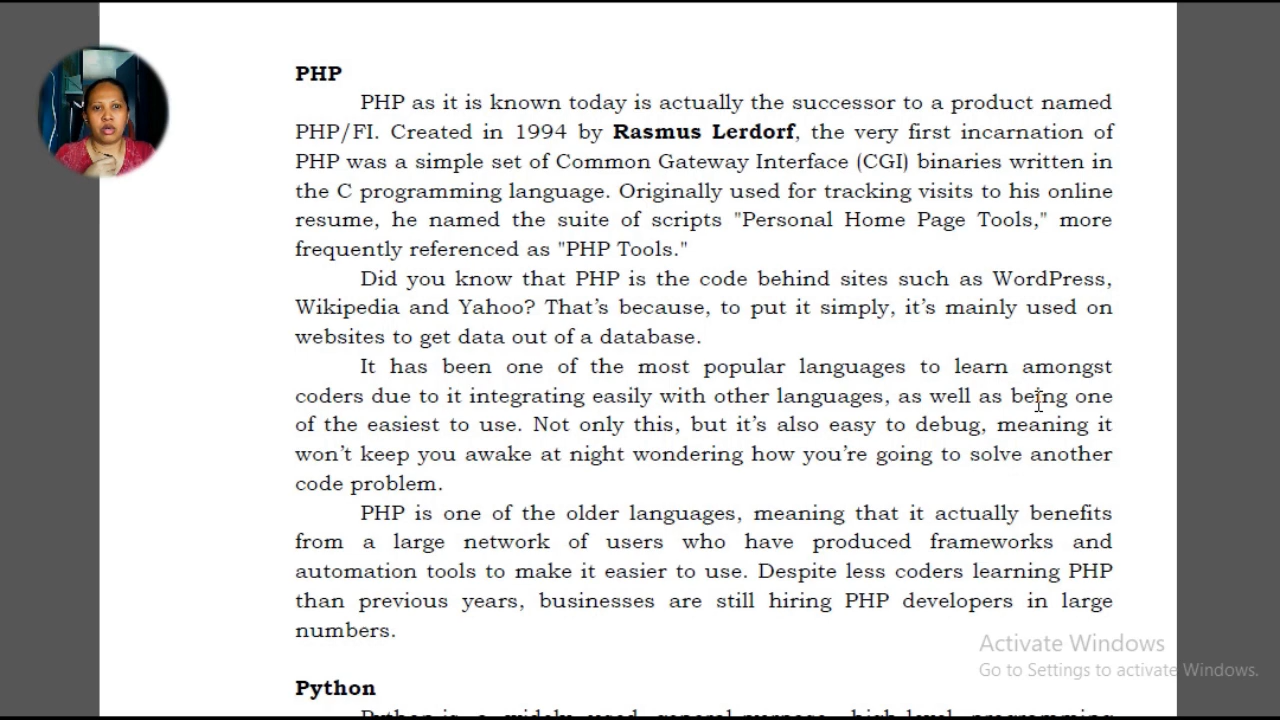 PHP
PHP as it is known today is actually the successor to a product named
PHP/FI. Created in 1994 by Rasmus Lerdorf, the very first incarnation of
PHP was a simple set of Common Gateway Interface (CGI) binaries written in
the C programming language. Originally used for tracking visits to his online
resume, he named the suite of scripts "Personal Home Page Tools," more
frequently referenced as "PHP Tools."
Did you know that PHP is the code behind sites such as WordPress,
Wikipedia and Yahoo? That’s because, to put it simply, it’s mainly used on
websites to get data out of a database.
It has been one of the most popular languages to learn amongst
coders due to it integrating easily with other languages, as well as being one
of the easiest to use. Not only this, but it’s also easy to debug, meaning it
won’t keep you awake at night wondering how you’re going to solve another
code problem.
PHP is one of the older languages, meaning that it actually benefits
from a large network of users who have produced frameworks and
automation tools to make it easier to use. Despite less coders learning PHP
than previous years, businesses are still hiring PHP developers in large
numbers.
Activate Windows
Go to Settings to activate Windows.
Python
Python is a widely used general-purpose, high-level programming